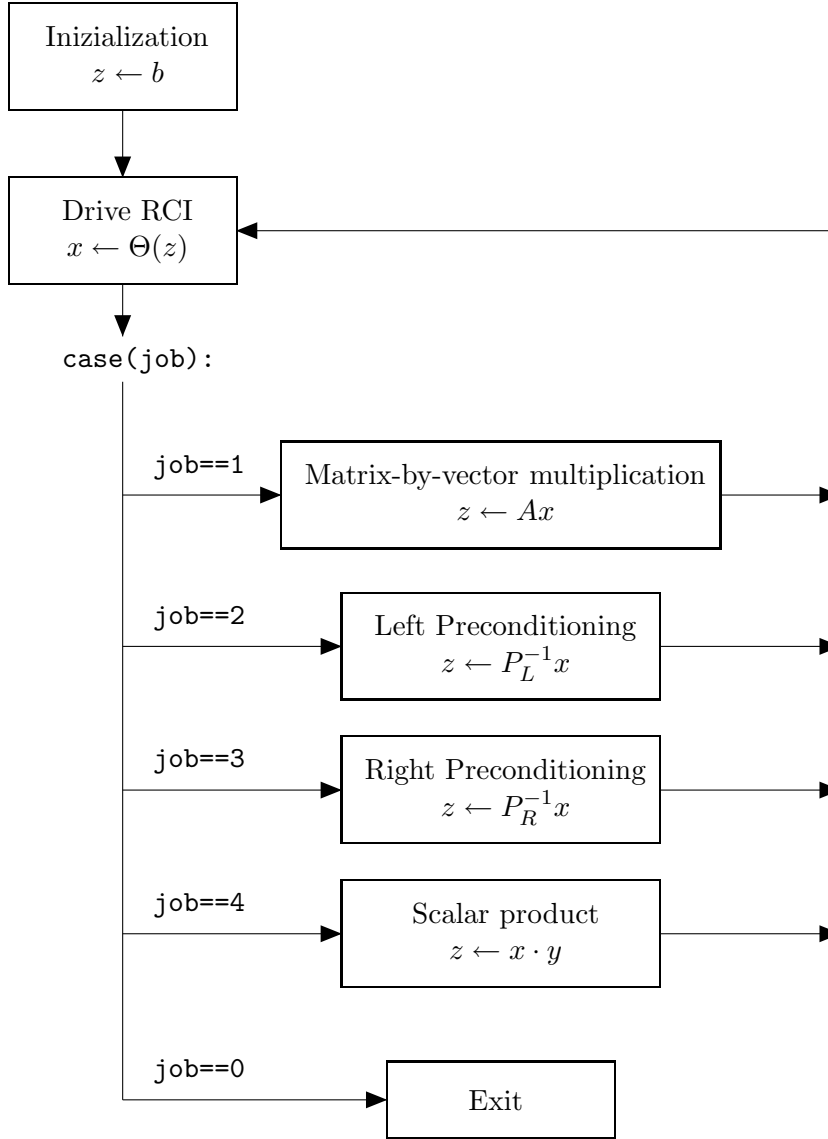 Inizialization
z ← b
Drive RCI
x ← Θ(z)
case(job):
job==1
Matrix-by-vector multiplication
z ← Ax
job==2
Left Preconditioning
z ← P_L^{-1}x
job==3
Right Preconditioning
z ← P_R^{-1}x
job==4
Scalar product
z ← x · y
job==0
Exit